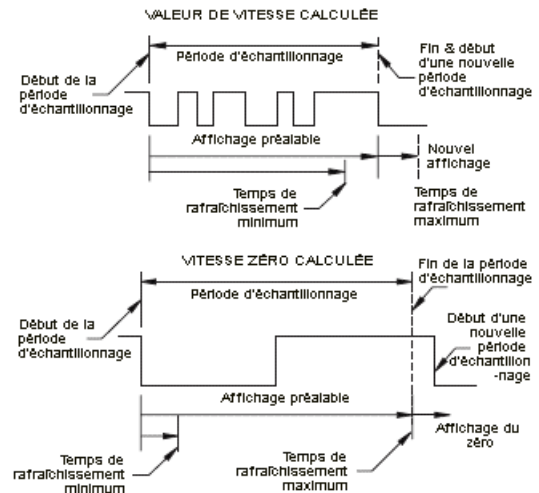 VALEUR DE VITESSE CALCULÉE
Période d'échantillonnage
Début de la
période
d'échantillonnage
Fin & début
d'une nouvelle
période
d'échantillonnage
Affichage préalable
Nouvel
affichage
Temps de
rafraîchissement
minimum
Temps de
rafraîchissement
maximum
VITESSE ZÉRO CALCULÉE
Période d'échantillonnage
Fin de la période
d'échantillonnage
Début de la
période
d'échantillonnage
Début d'une
nouvelle
période
d'échantillon
-nage
Affichage préalable
Affichage du
zéro
Temps de
rafraîchissement
minimum
Temps de
rafraîchissement
maximum